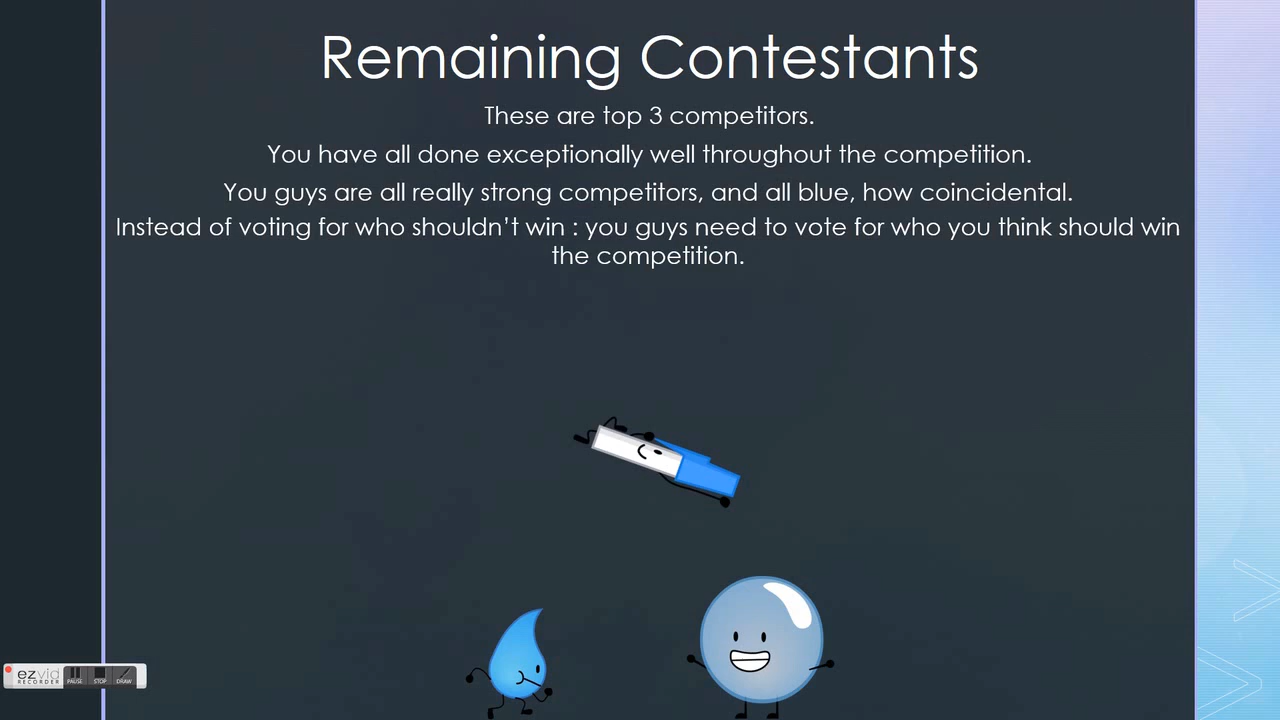 Remaining Contestants
These are top 3 competitors.
You have all done exceptionally well throughout the competition.
You guys are all really strong competitors, and all blue, how coincidental.
Instead of voting for who shouldn’t win : you guys need to vote for who you think should win
the competition.
ezvid
RECORDER
PAUSE STOP DRAW